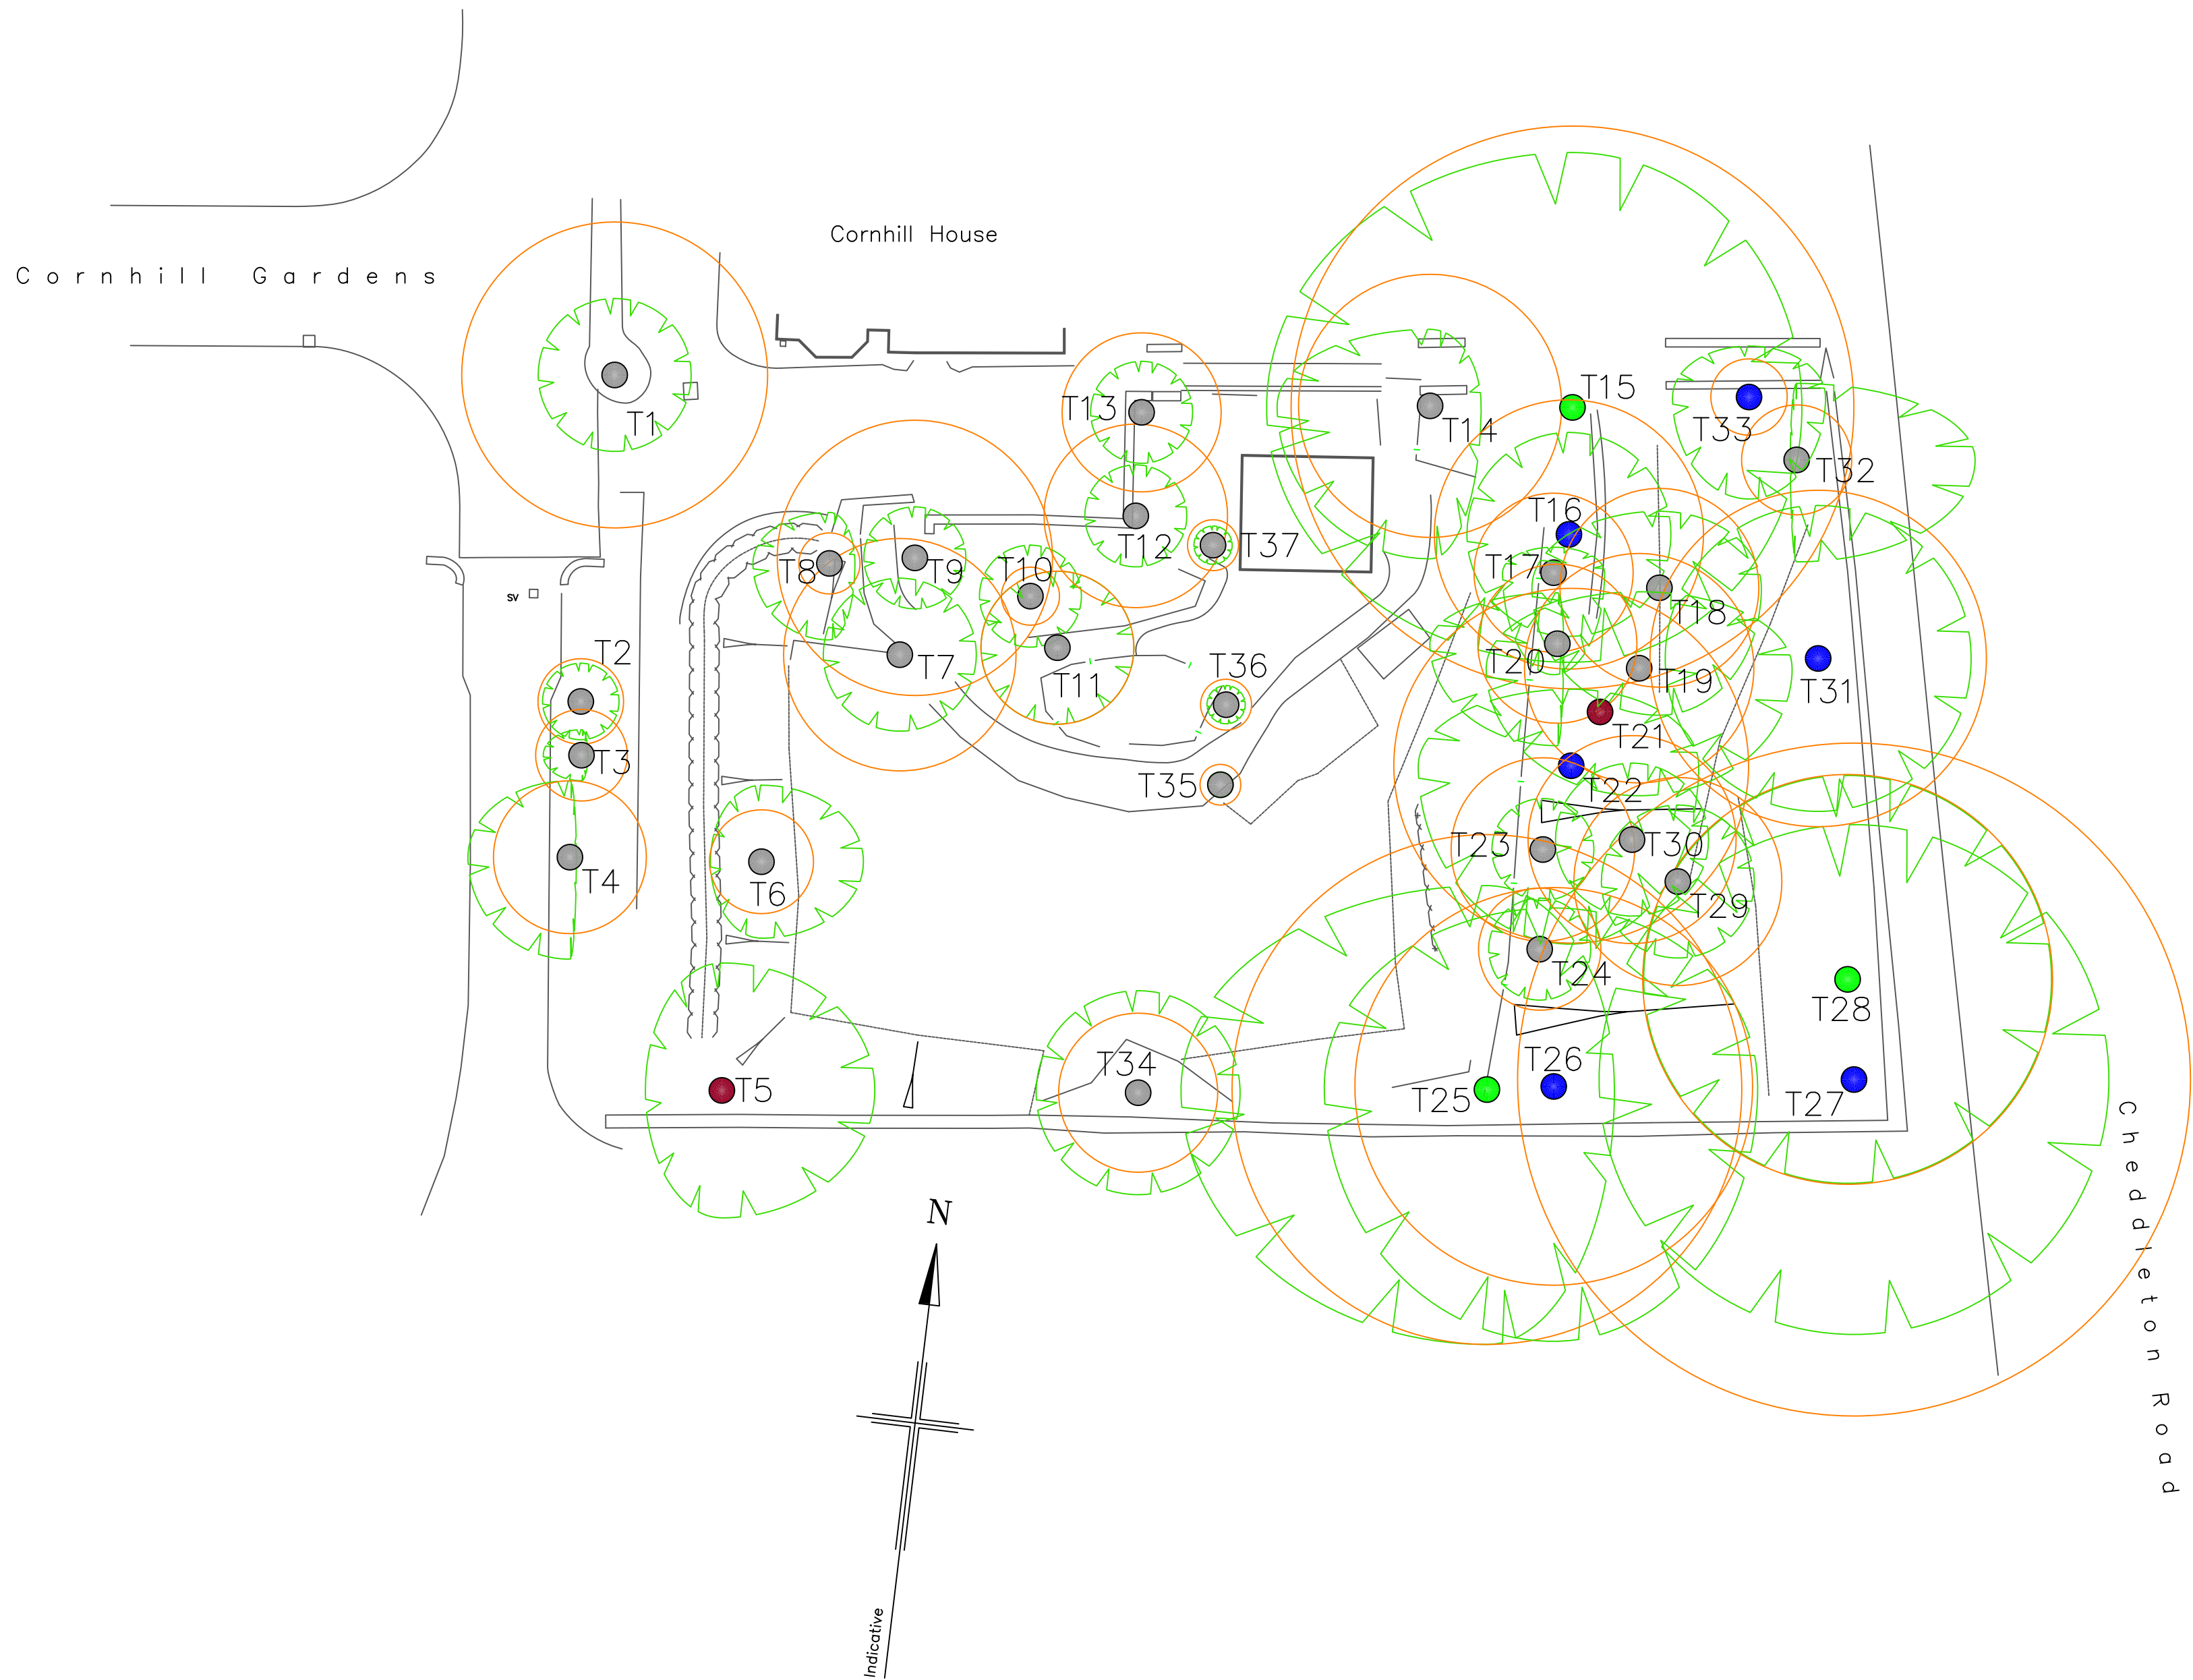 Cornhill House
Cornhill Gardens
T15
T13
T14
T33
T1
T32
T16
T12
T37
T8
T9
T10
T17
T18
T2
T7
T36
T20
T11
T19
T31
T21
T3
T35
T22
T23
T30
T4
T6
T29
T24
T28
T34
T5
T25
T26
T27
sv
N
Indicative
Cheddleton Road